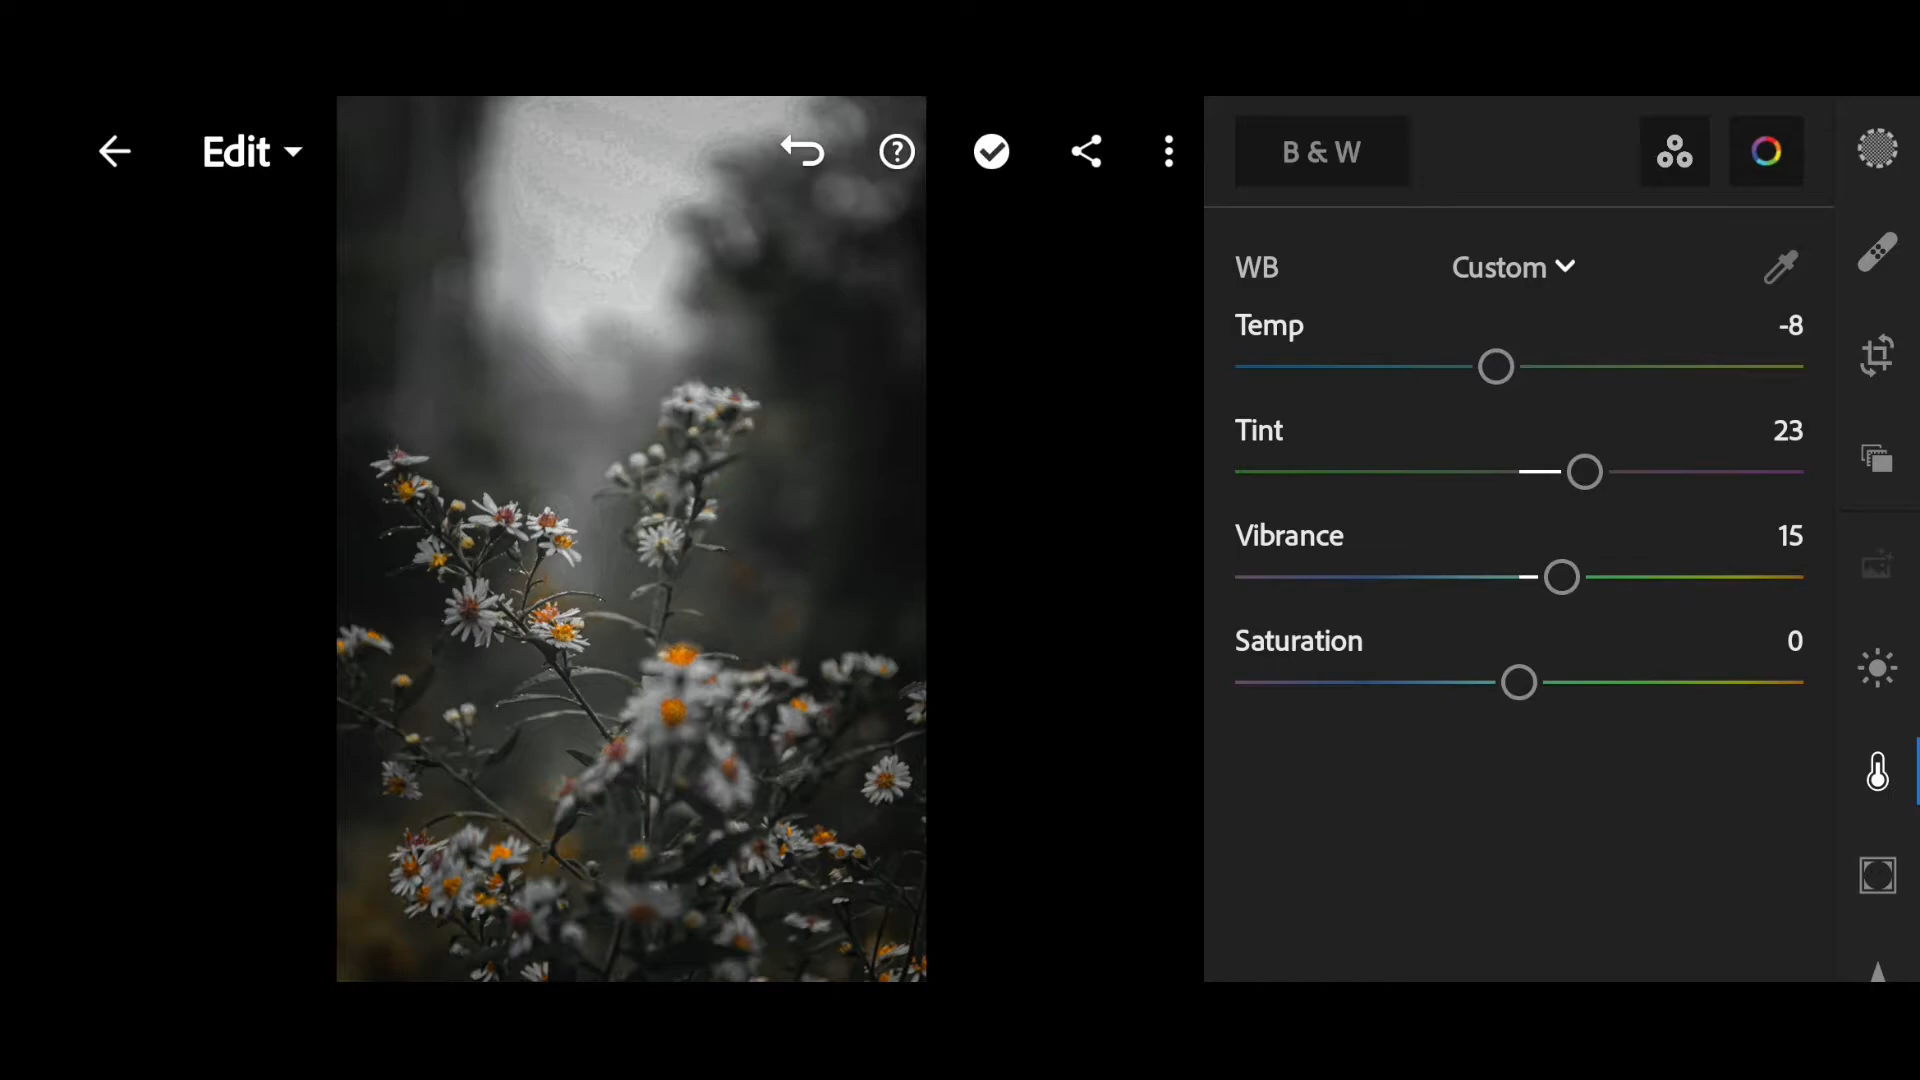 Edit
B & W
WB Custom
Temp -8
Tint 23
Vibrance 15
Saturation 0